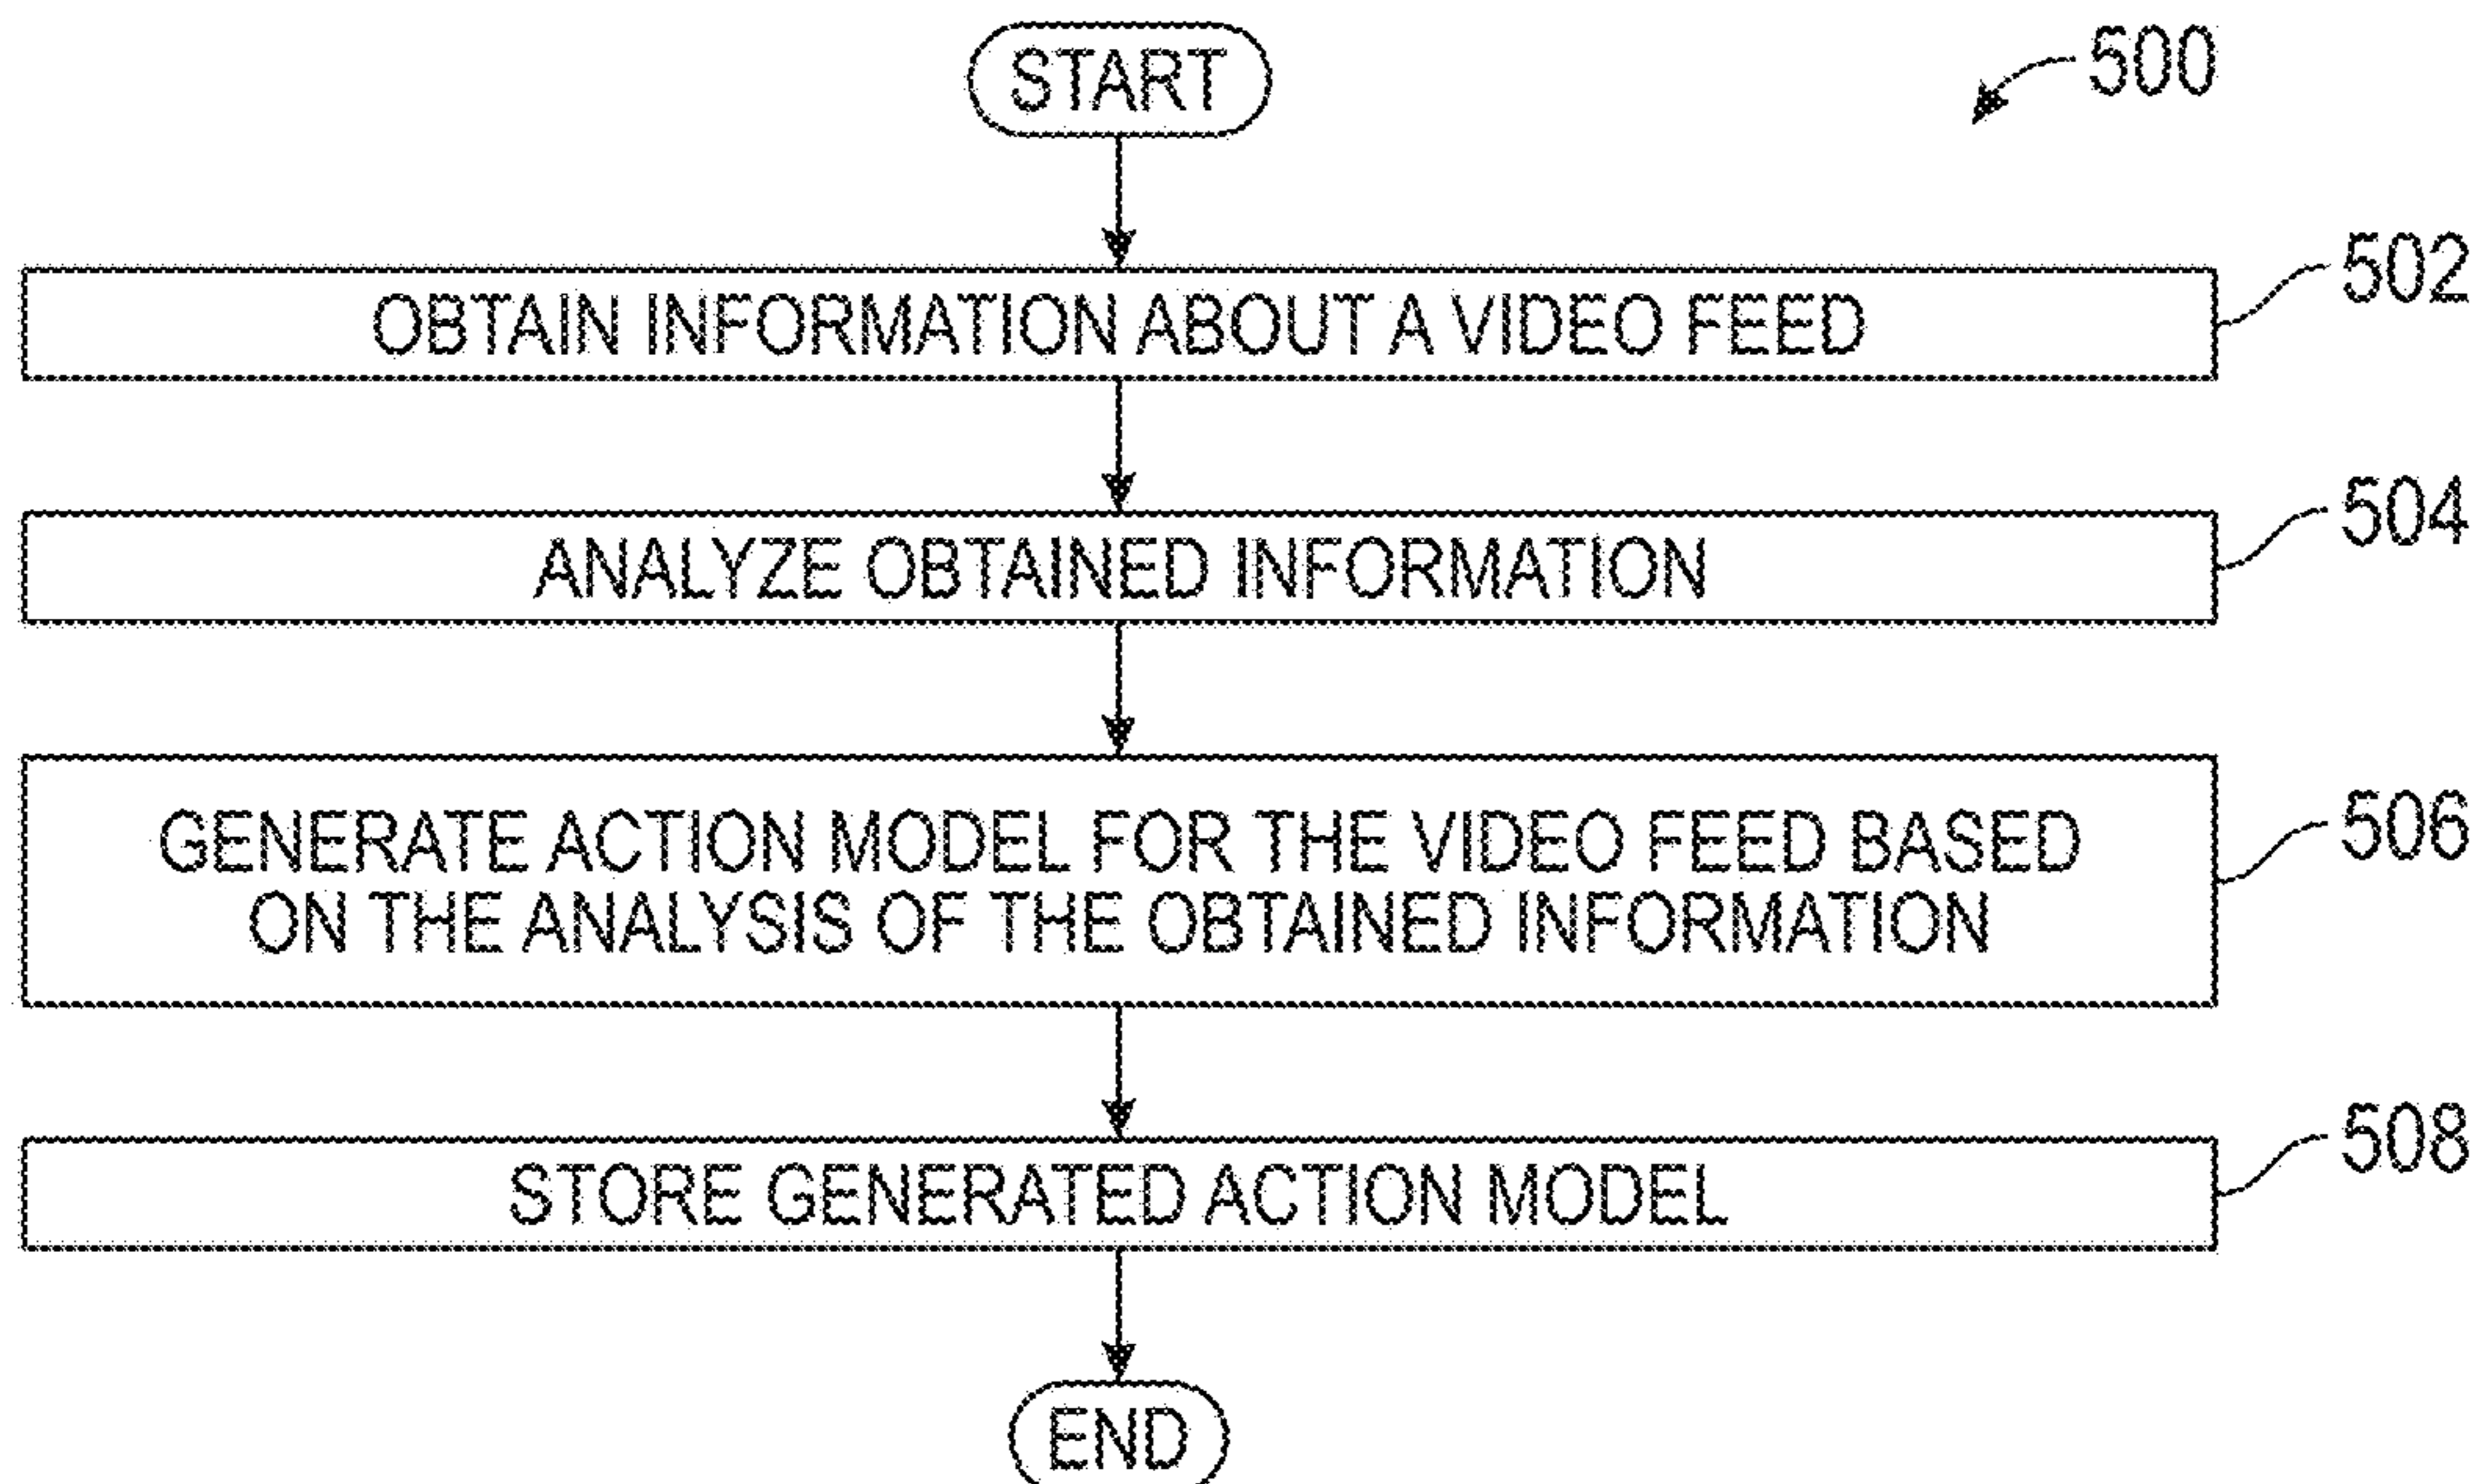 START
500
OBTAIN INFORMATION ABOUT A VIDEO FEED
502
ANALYZE OBTAINED INFORMATION
504
GENERATE ACTION MODEL FOR THE VIDEO FEED BASED
ON THE ANALYSIS OF THE OBTAINED INFORMATION
506
STORE GENERATED ACTION MODEL
508
END